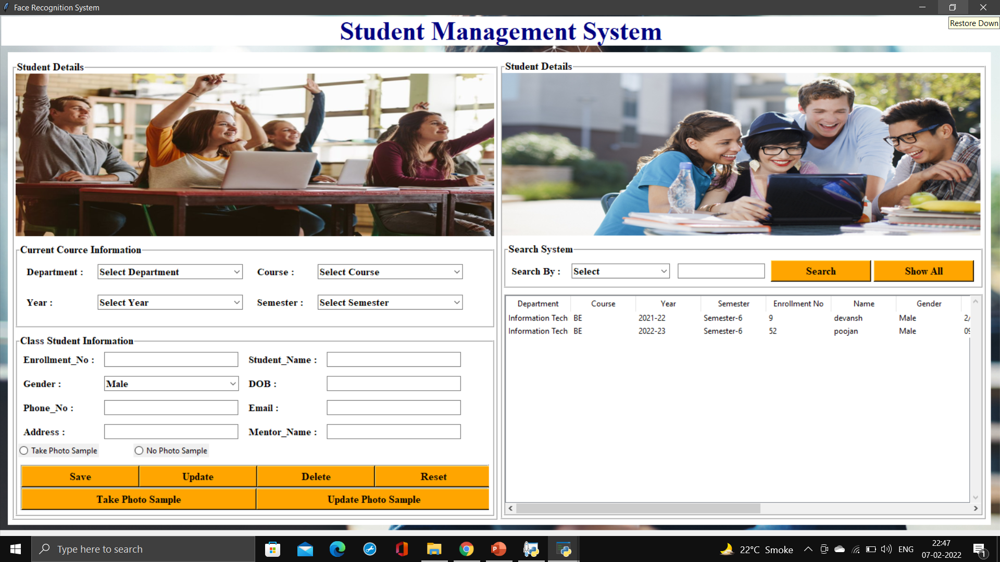 Face Recognition System
Restore Down
Student Management System
Student Details
Current Cource Information
Department : Select Department Course : Select Course
Year : Select Year Semester : Select Semester
Class Student Information
Enrollment_No : Student_Name :
Gender : Male DOB :
Phone_No : Email :
Address : Mentor_Name :
Take Photo Sample No Photo Sample
Save Update Delete Reset
Take Photo Sample Update Photo Sample
Student Details
Search System
Search By : Select Search Show All
Department Course Year Semester Enrollment No Name Gender
Information Tech BE 2021-22 Semester-6 9 devansh Male 2/
Information Tech BE 2022-23 Semester-6 52 poojan Male 09
Type here to search
P
22°C Smoke
ENG
22:47
07-02-2022
1